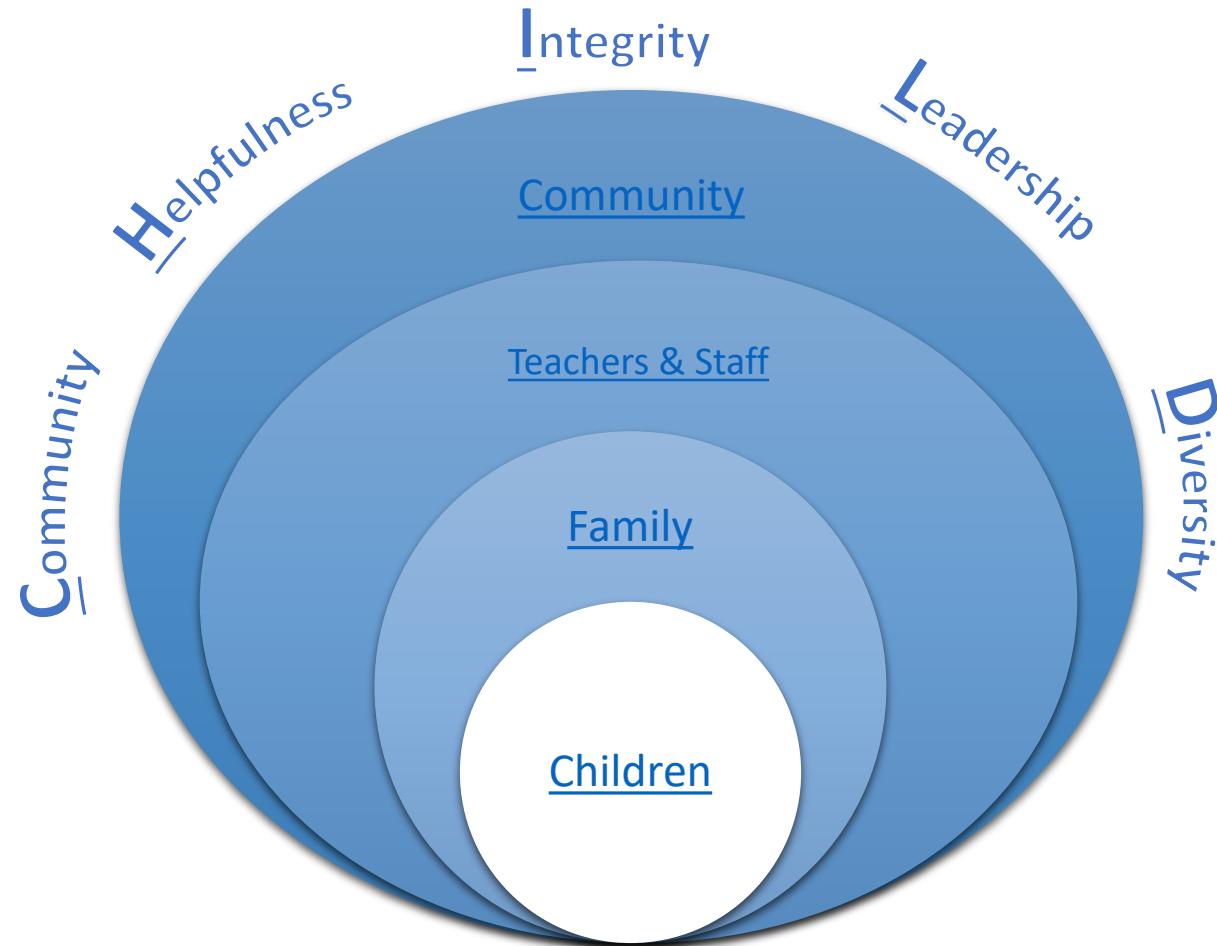 Community
Helpfulness
Integrity
Leadership
Diversity
Community
Teachers & Staff
Family
Children